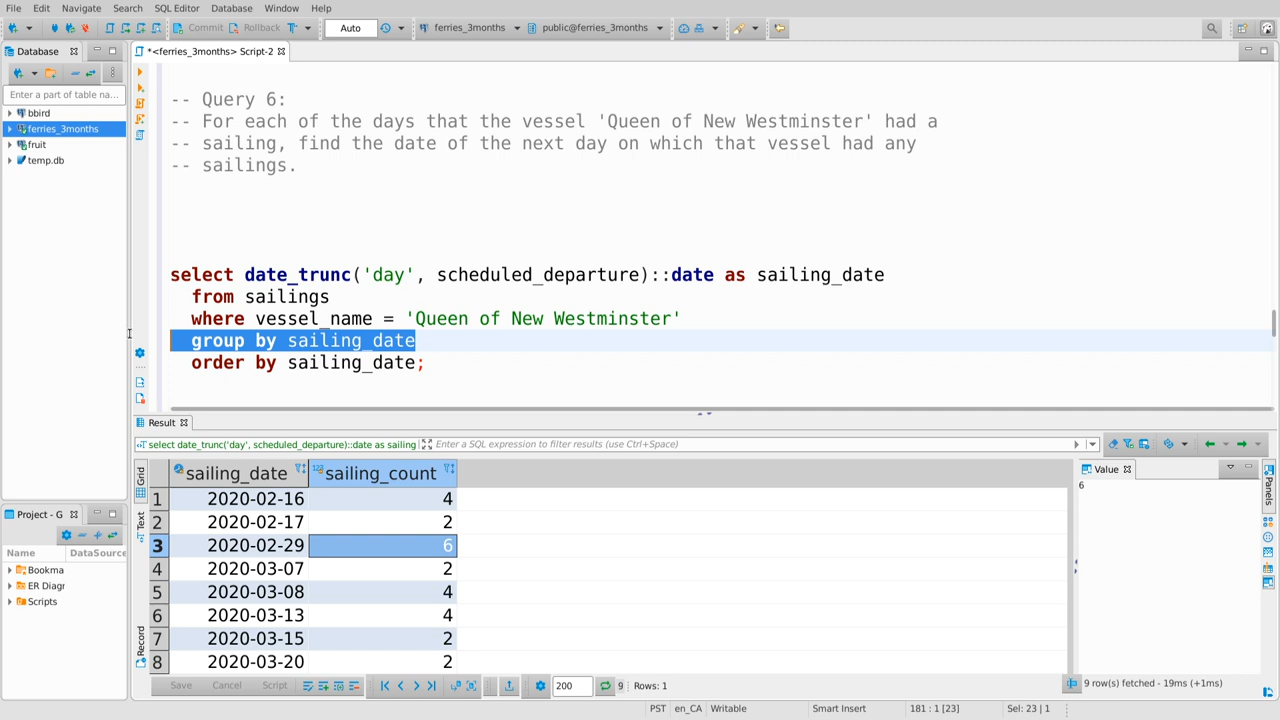 File Edit Navigate Search SQL Editor Database Window Help
Commit Rollback Auto ferries_3months public@ferries_3months
Database *<ferries_3months> Script-2
Enter a part of table na...
bbird
ferries_3months
fruit
temp.db
-- Query 6:
-- For each of the days that the vessel 'Queen of New Westminster' had a
-- sailing, find the date of the next day on which that vessel had any
-- sailings.
select date_trunc('day', scheduled_departure)::date as sailing_date
from sailings
where vessel_name = 'Queen of New Westminster'
group by sailing_date
order by sailing_date;
Result
select date_trunc('day', scheduled_departure)::date as sailing Enter a SQL expression to filter results (use Ctrl+Space)
Grid
Text
Record
sailing_date sailing_count
1 2020-02-16 4
2 2020-02-17 2
3 2020-02-29 6
4 2020-03-07 2
5 2020-03-08 4
6 2020-03-13 4
7 2020-03-15 2
8 2020-03-20 2
Value
6
Panels
Project - G
Name DataSource
Bookma
ER Diagr
Scripts
Save Cancel Script 200 9 Rows: 1 9 row(s) fetched - 19ms (+1ms)
PST en_CA Writable Smart Insert 181 : 1 [23] Sel: 23 | 1